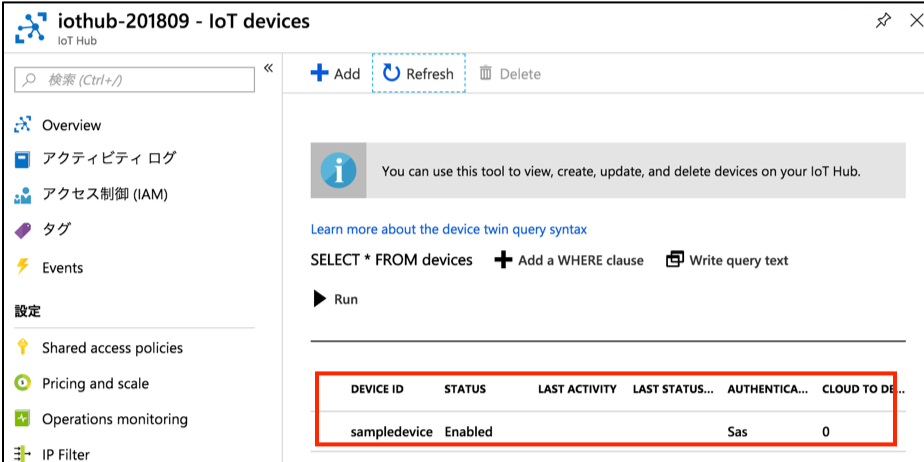 iothub-201809 - IoT devices
IoT Hub
検索 (Ctrl+/)
Overview
アクティビティ ログ
アクセス制御 (IAM)
タグ
Events
設定
Shared access policies
Pricing and scale
Operations monitoring
IP Filter
Add Refresh Delete
You can use this tool to view, create, update, and delete devices on your IoT Hub.
Learn more about the device twin query syntax
SELECT * FROM devices Add a WHERE clause Write query text
Run
DEVICE ID STATUS LAST ACTIVITY LAST STATUS... AUTHENTICA... CLOUD TO DE...
sampledevice Enabled Sas 0